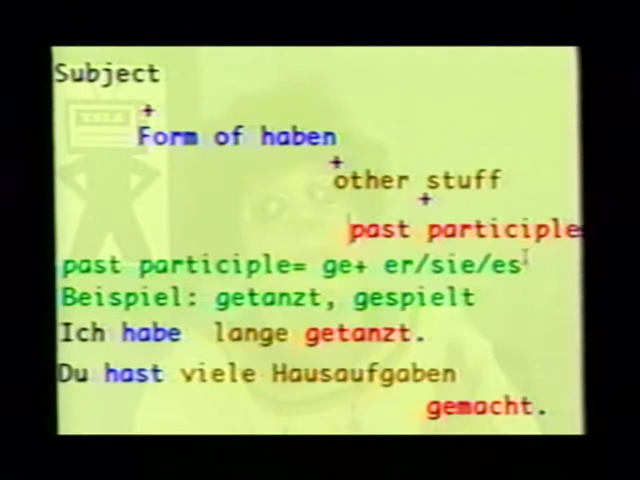 Subject
+
Form of haben
+
other stuff
+
past participle
past participle= ge+ er/sie/es
Beispiel: getanzt, gespielt
Ich habe lange getanzt.
Du hast viele Hausaufgaben
gemacht.